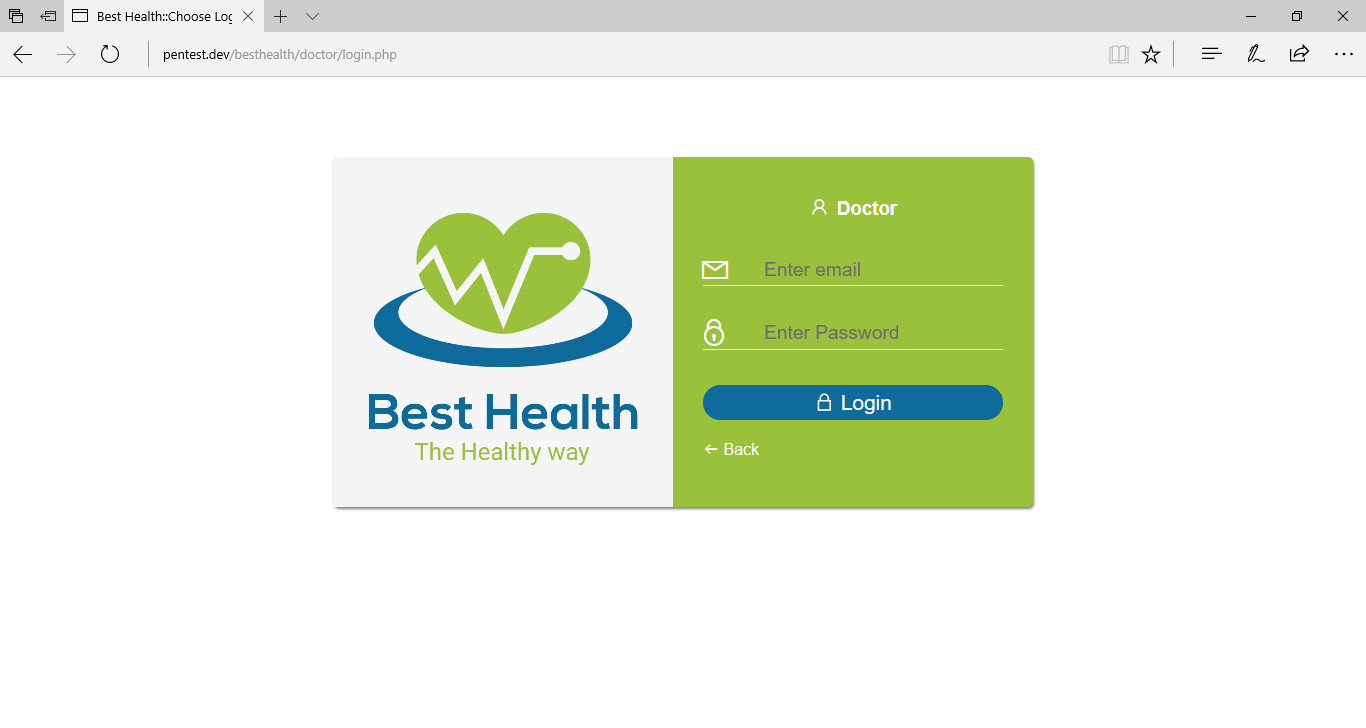 Best Health::Choose Log
pentest.dev/besthealth/doctor/login.php
Doctor
Enter email
Enter Password
Login
Back
Best Health
The Healthy way